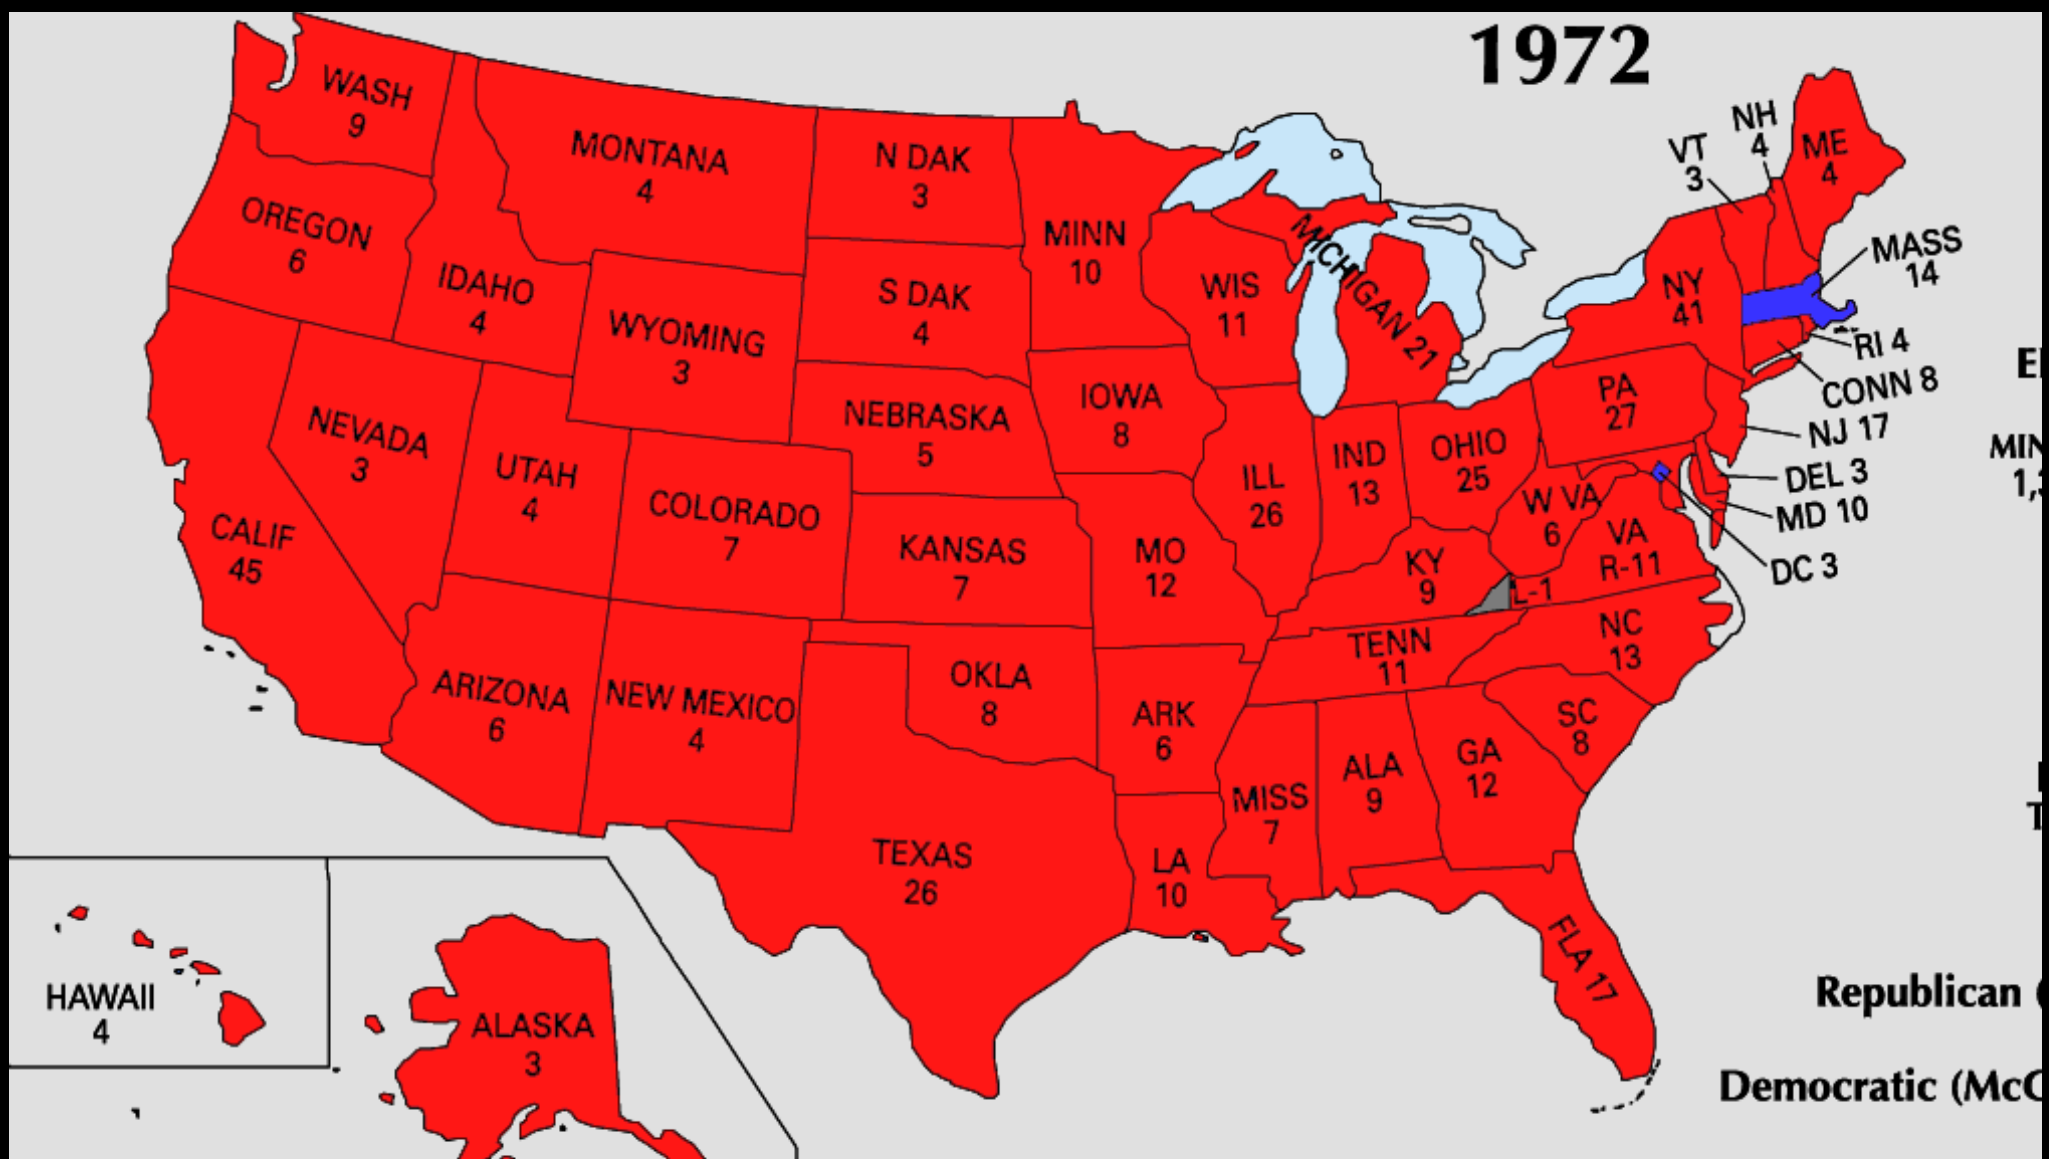 1972
WASH
9
MONTANA
4
N DAK
3
MINN
10
OREGON
6
IDAHO
4
WYOMING
3
S DAK
4
WIS
11
MICHIGAN 21
NY
41
VT
3
NH
4
ME
4
MASS
14
RI 4
CONN 8
NJ 17
DEL 3
MD 10
DC 3
NEVADA
3
UTAH
4
COLORADO
7
NEBRASKA
5
IOWA
8
ILL
26
IND
13
OHIO
25
PA
27
W VA
6
VA
R-11
L-1
CALIF
45
KANSAS
7
MO
12
KY
9
TENN
11
NC
13
ARIZONA
6
NEW MEXICO
4
OKLA
8
ARK
6
MISS
7
ALA
9
GA
12
SC
8
TEXAS
26
LA
10
FLA 17
HAWAII
4
ALASKA
3
Republican (
Democratic (McG